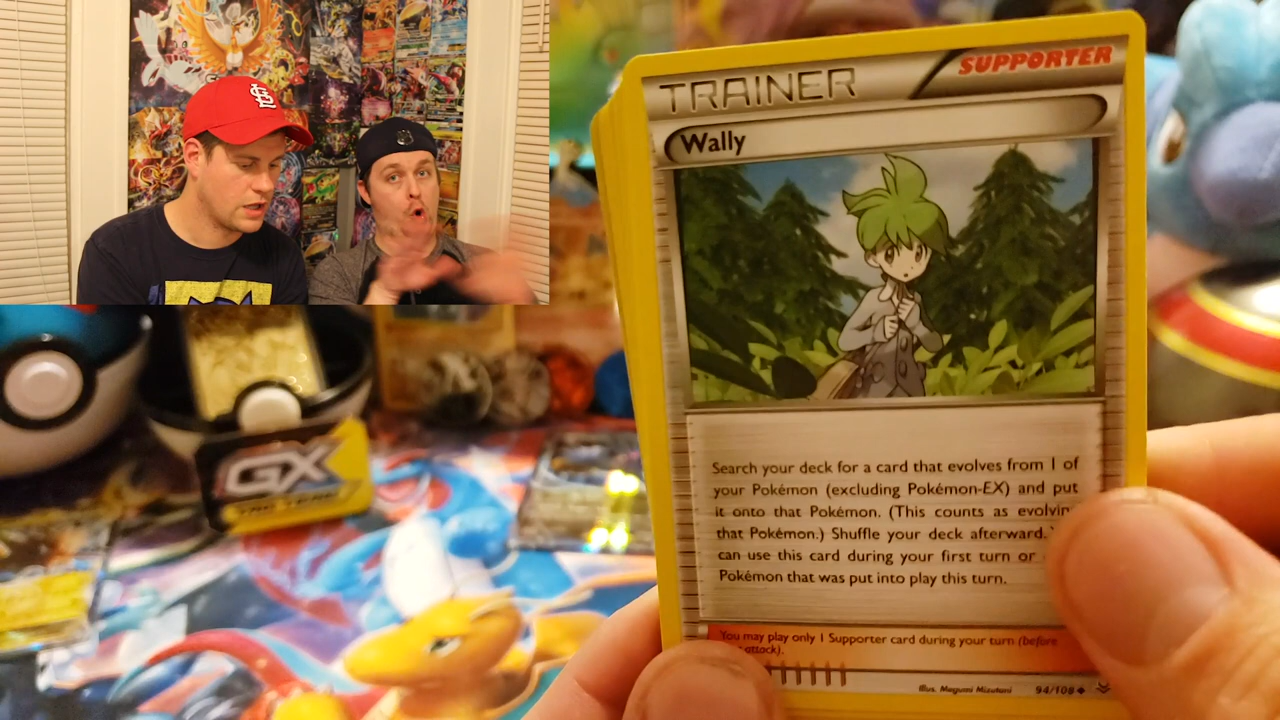 StL
TRAINER
SUPPORTER
Wally
Search your deck for a card that evolves from 1 of
your Pokémon (excluding Pokémon-EX) and put
it onto that Pokémon. (This counts as evolving
that Pokémon.) Shuffle your deck afterward.
can use this card during your first turn or
Pokémon that was put into play this turn.
You may play only 1 Supporter card during your turn (before
attack).
Illus. Megumi Mizutani
94/108
GX